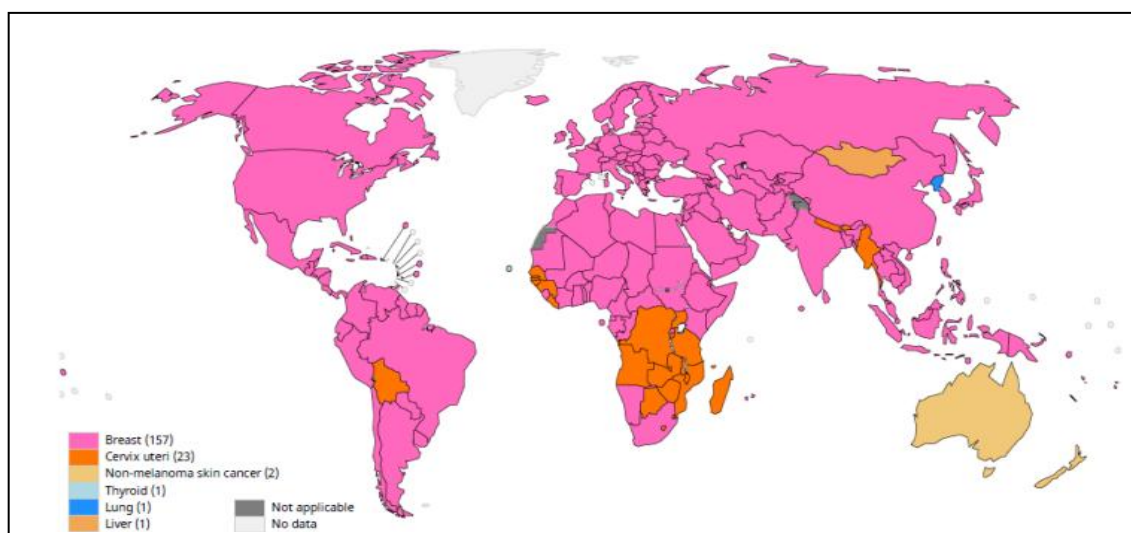 Breast (157)
Cervix uteri (23)
Non-melanoma skin cancer (2)
Thyroid (1)
Lung (1)
Liver (1)
Not applicable
No data